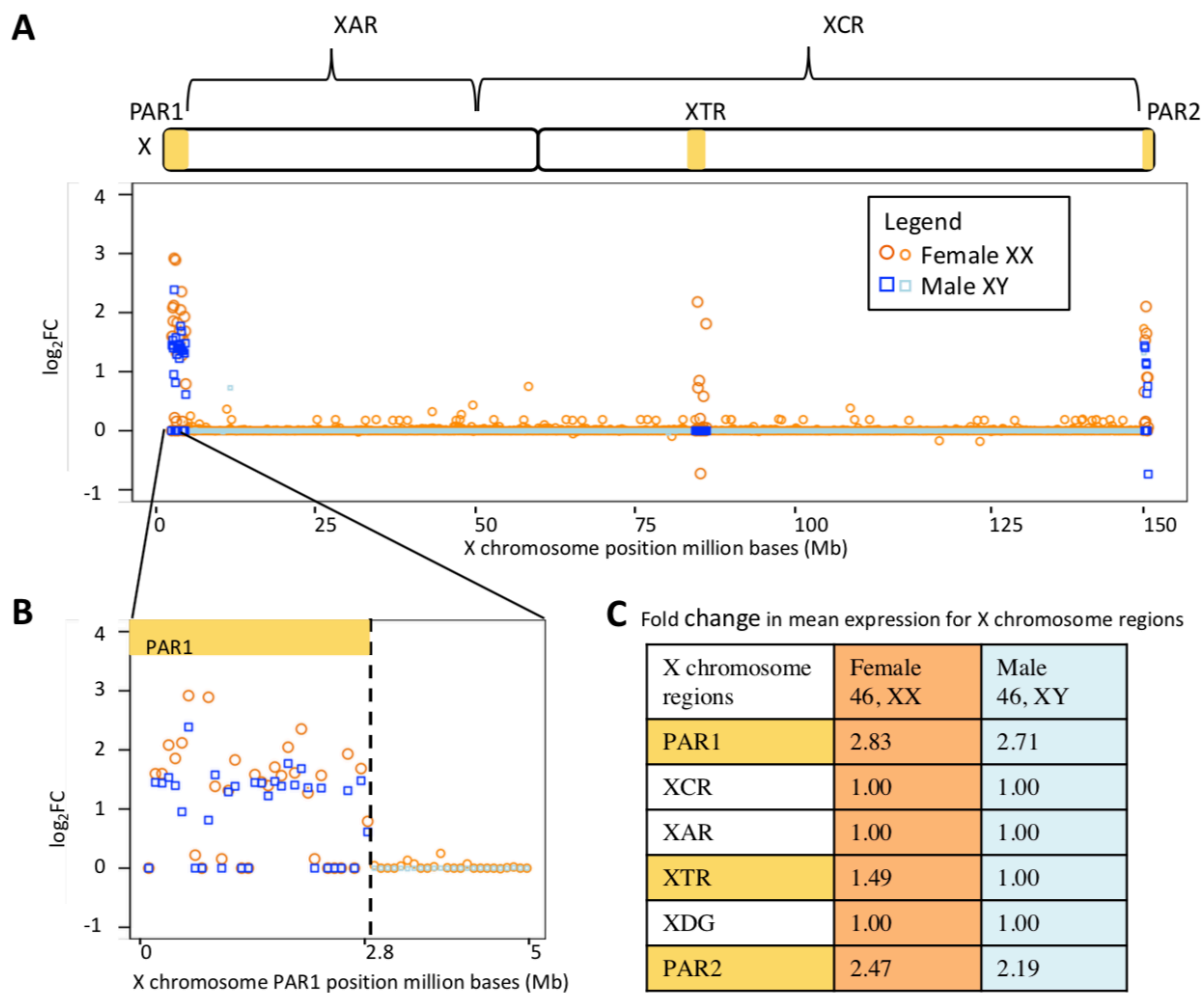 A
XAR
XCR
PAR1
XTR
PAR2
X
4
3
2
1
0
-1
log2FC
Legend
Female XX
Male XY
0
25
50
75
100
125
150
X chromosome position million bases (Mb)
B
PAR1
4
3
2
1
0
-1
log2FC
0
2.8
5
X chromosome PAR1 position million bases (Mb)
C Fold change in mean expression for X chromosome regions
X chromosome
regions
Female
46, XX
Male
46, XY
PAR1 2.83 2.71
XCR 1.00 1.00
XAR 1.00 1.00
XTR 1.49 1.00
XDG 1.00 1.00
PAR2 2.47 2.19